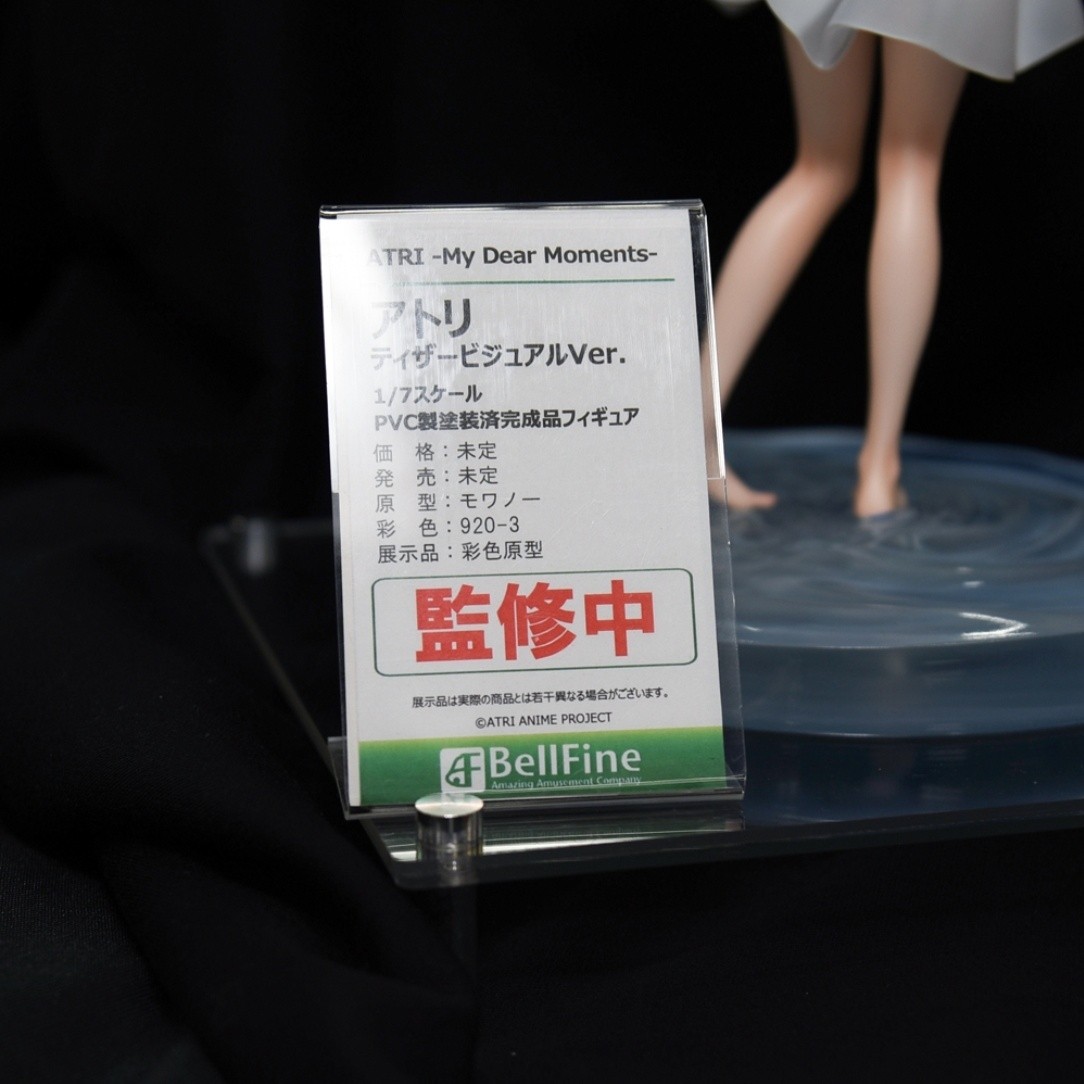 ATRI -My Dear Moments-
アトリ
ティザービジュアルVer.
1/7スケール
PVC製塗装済完成品フィギュア
価　格：未定
発　売：未定
原　型：モワノー
彩　色：920-3
展示品：彩色原型
監修中
展示品は実際の商品とは若干異なる場合がございます。
©ATRI ANIME PROJECT
BellFine
Amazing Amusement Company